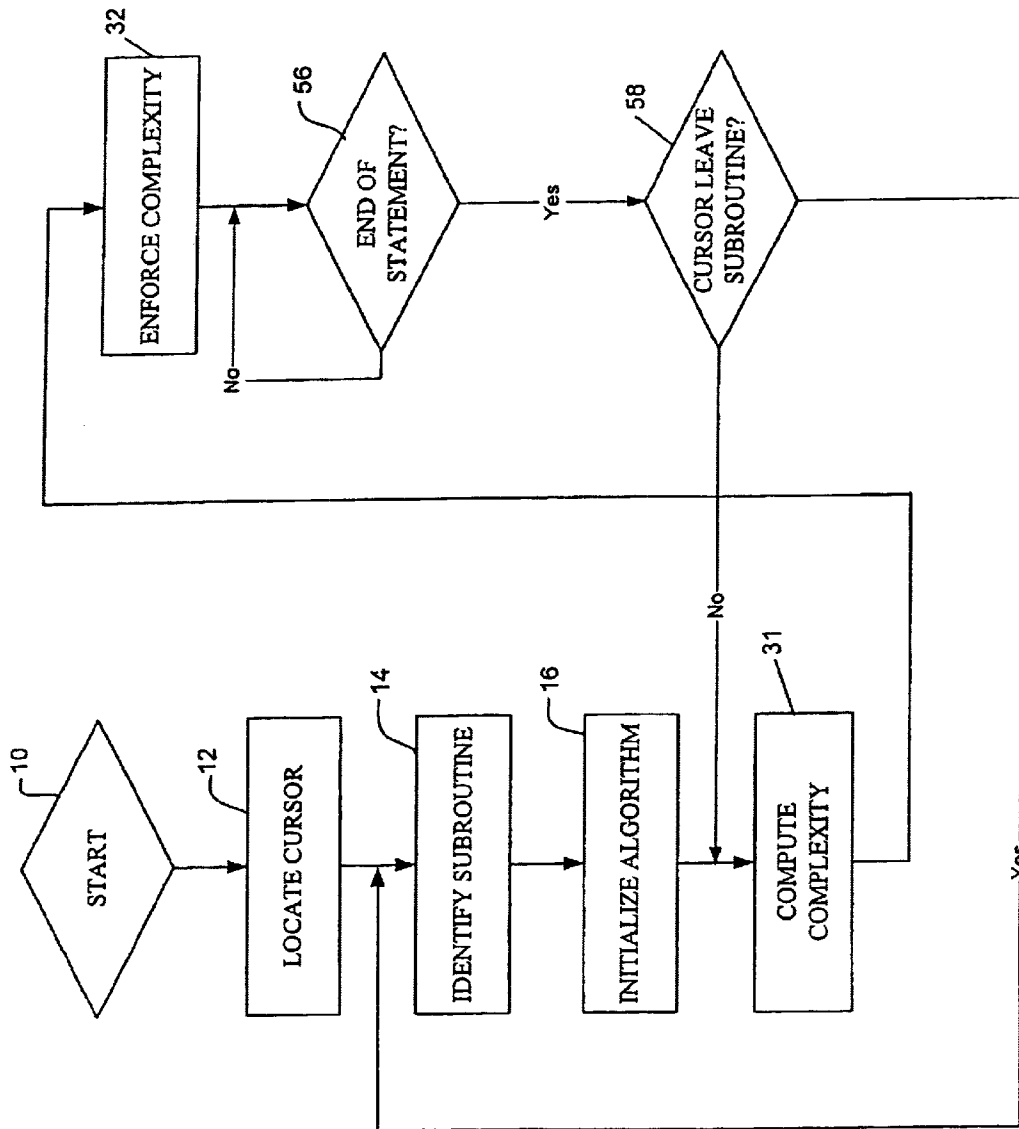 START
10
LOCATE CURSOR
12
IDENTIFY SUBROUTINE
14
INITIALIZE ALGORITHM
16
COMPUTE
COMPLEXITY
31
ENFORCE COMPLEXITY
32
END OF
STATEMENT?
56
No
Yes
CURSOR LEAVE
SUBROUTINE?
58
No
Yes